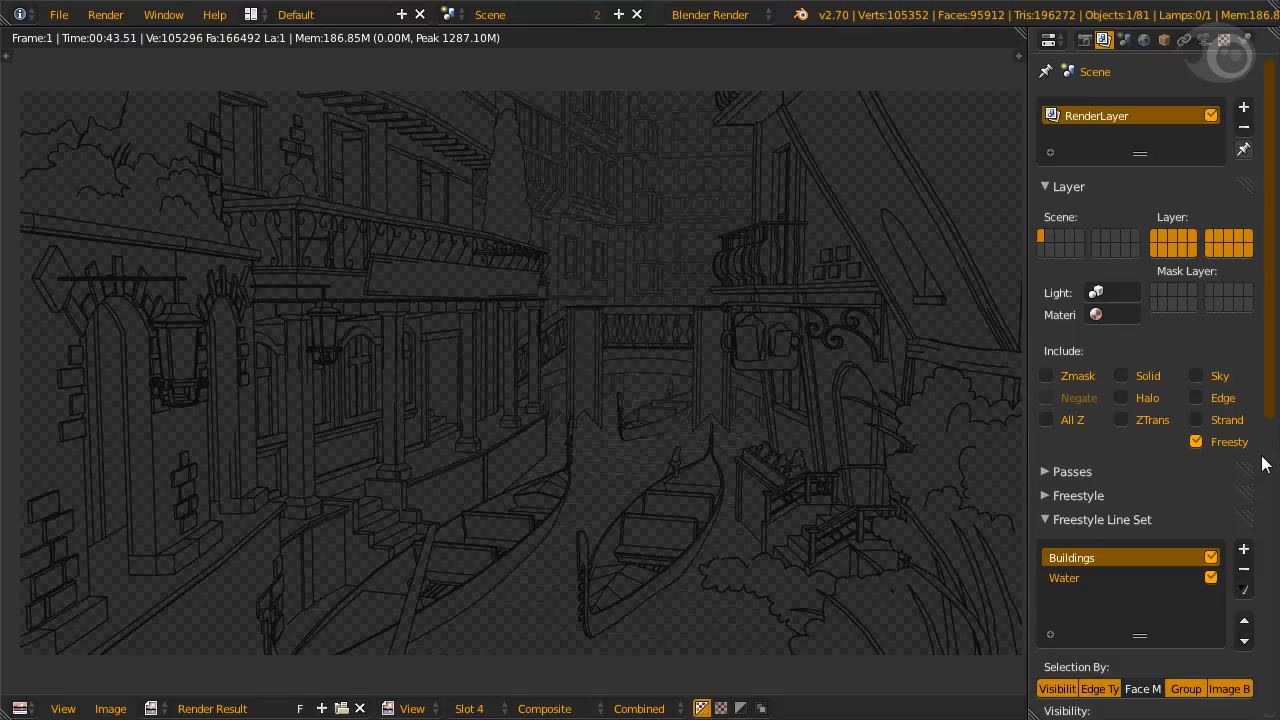 File Render Window Help Default Scene 2 Blender Render v2.70 | Verts:105352 | Faces:95912 | Tris:196272 | Objects:1/81 | Lamps:0/1 | Mem:186.8
Frame:1 | Time:00:43.51 | Ve:105296 Fa:166492 La:1 | Mem:186.85M (0.00M, Peak 1287.10M)
Scene
RenderLayer
Layer
Scene: Layer:
Mask Layer:
Light:
Materi
Include:
Zmask Solid Sky
Negate Halo Edge
All Z ZTrans Strand
Freesty
Passes
Freestyle
Freestyle Line Set
Buildings
Water
Selection By:
Visibilit Edge Ty Face M Group Image B
Visibility:
View Image Render Result F View Slot 4 Composite Combined